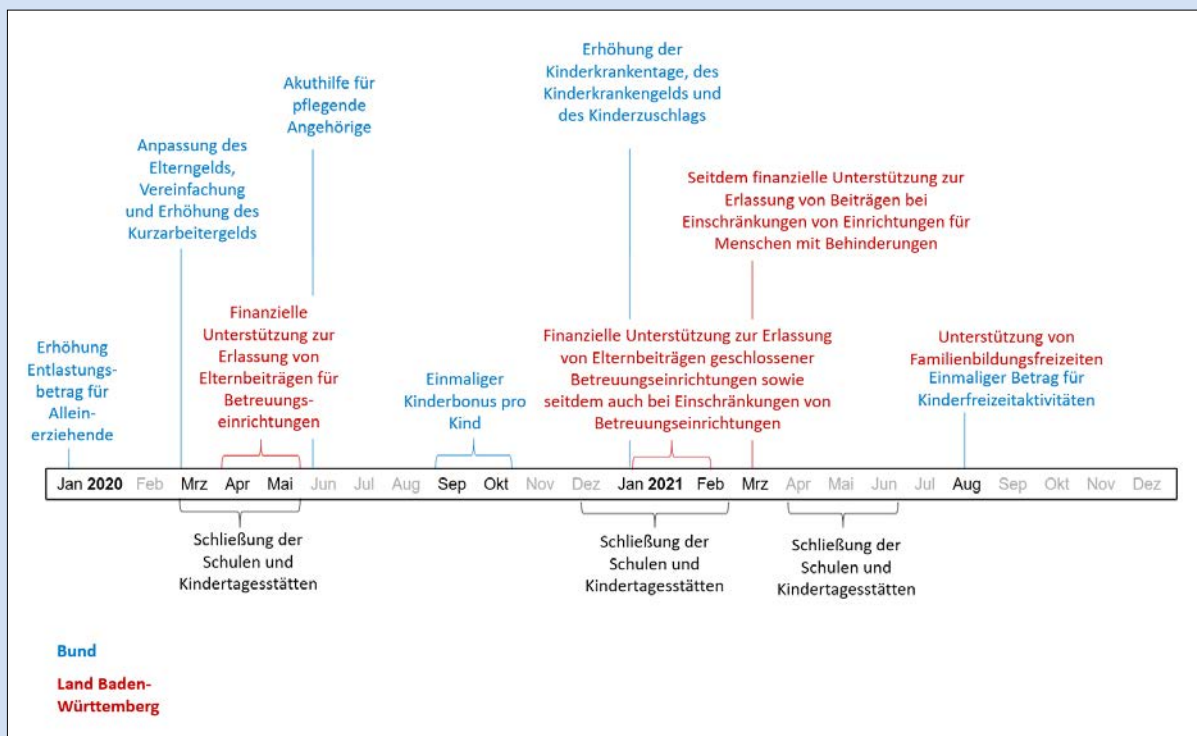 Erhöhung der
Kinderkrankentage, des
Kinderkrankengelds und
des Kinderzuschlags
Akuthilfe für
pflegende
Angehörige
Anpassung des
Elterngelds,
Vereinfachung
und Erhöhung des
Kurzarbeitergelds
Seitdem finanzielle Unterstützung zur
Erlassung von Beiträgen bei
Einschränkungen von Einrichtungen für
Menschen mit Behinderungen
Erhöhung
Entlastungs-
betrag für
Allein-
erziehende
Finanzielle
Unterstützung zur
Erlassung von
Elternbeiträgen für
Betreuungs-
einrichtungen
Einmaliger
Kinderbonus pro
Kind
Finanzielle Unterstützung zur Erlassung
von Elternbeiträgen geschlossener
Betreuungseinrichtungen sowie
seitdem auch bei Einschränkungen von
Betreuungseinrichtungen
Unterstützung von
Familienbildungsfreizeiten
Einmaliger Betrag für
Kinderfreizeitaktivitäten
Jan 2020 Feb Mrz Apr Mai Jun Jul Aug Sep Okt Nov Dez Jan 2021 Feb Mrz Apr Mai Jun Jul Aug Sep Okt Nov Dez
Schließung der
Schulen und
Kindertagesstätten
Schließung der
Schulen und
Kindertagesstätten
Schließung der
Schulen und
Kindertagesstätten
Bund
Land Baden-
Württemberg